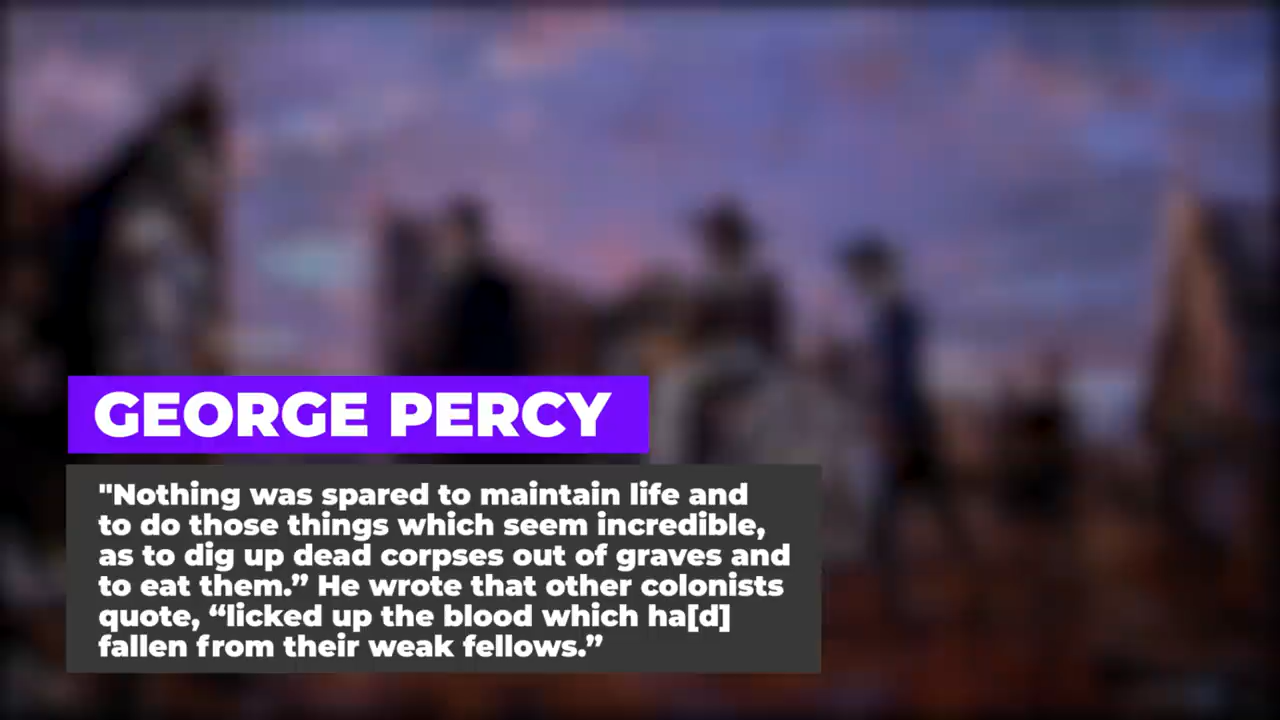 GEORGE PERCY
"Nothing was spared to maintain life and
to do those things which seem incredible,
as to dig up dead corpses out of graves and
to eat them.” He wrote that other colonists
quote, “licked up the blood which ha[d]
fallen from their weak fellows.”